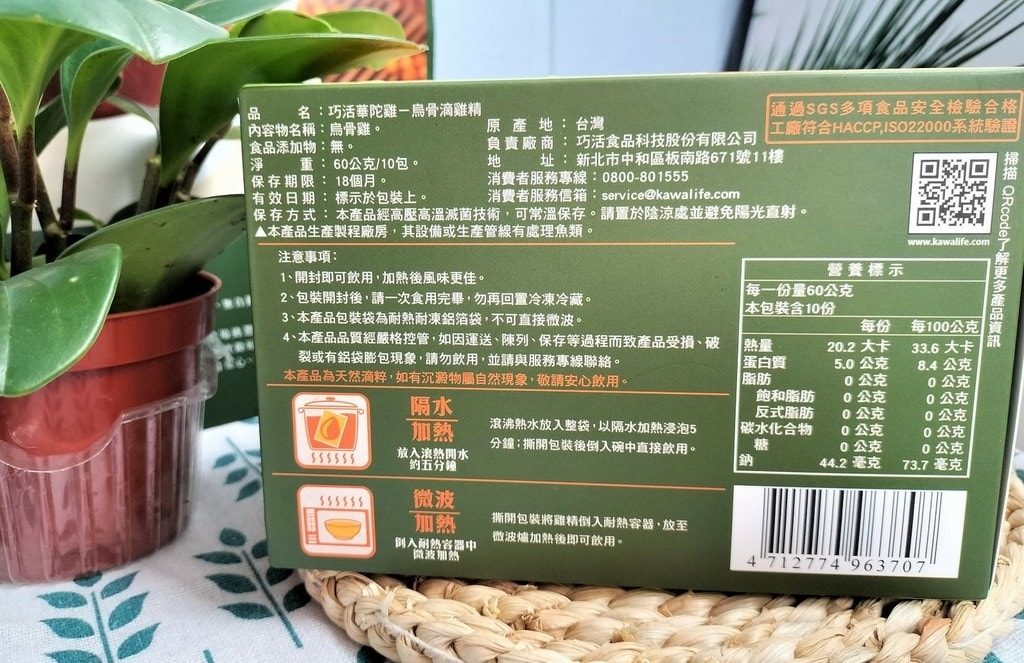 品　名：巧活華陀雞－烏骨滴雞精
內容物名稱：烏骨雞。
食品添加物：無。
淨　重：60公克/10包。
保存期限：18個月。
有效日期：標示於包裝上。
保存方式：本產品經高壓高溫滅菌技術，可常溫保存。請置於陰涼處並避免陽光直射。
▲本產品生產製程廠房，其設備或生產管線有處理魚類。
原產地：台灣
負責廠商：巧活食品科技股份有限公司
地　址：新北市中和區板南路671號11樓
消費者服務專線：0800-801555
消費者服務信箱：service@kawalife.com
通過SGS多項食品安全檢驗合格
工廠符合HACCP,ISO22000系統驗證
掃描 QRcode了解更多產品資訊
www.kawalife.com
注意事項：
1、開封即可飲用，加熱後風味更佳。
2、包裝開封後，請一次食用完畢，勿再回置冷凍冷藏。
3、本產品包裝袋為耐熱耐凍鋁箔袋，不可直接微波。
4、本產品品質經嚴格控管，如因運送、陳列、保存等過程而致產品受損、破
裂或有鋁袋膨包現象，請勿飲用，並請與服務專線聯絡。
本產品為天然滴粹，如有沉澱物屬自然現象，敬請安心飲用。
隔水
加熱
放入滾熱開水
約五分鐘
滾沸熱水放入整袋，以隔水加熱浸泡5
分鐘；撕開包裝後倒入碗中直接飲用。
微波
加熱
倒入耐熱容器中
微波加熱
撕開包裝將雞精倒入耐熱容器，放至
微波爐加熱後即可飲用。
營養標示
每一份量60公克
本包裝含10份
每份　每100公克
熱量　20.2 大卡　33.6 大卡
蛋白質　5.0 公克　8.4 公克
脂肪　0 公克　0 公克
飽和脂肪　0 公克　0 公克
反式脂肪　0 公克　0 公克
碳水化合物　0 公克　0 公克
糖　0 公克　0 公克
鈉　44.2 毫克　73.7 毫克
4 712774 963707